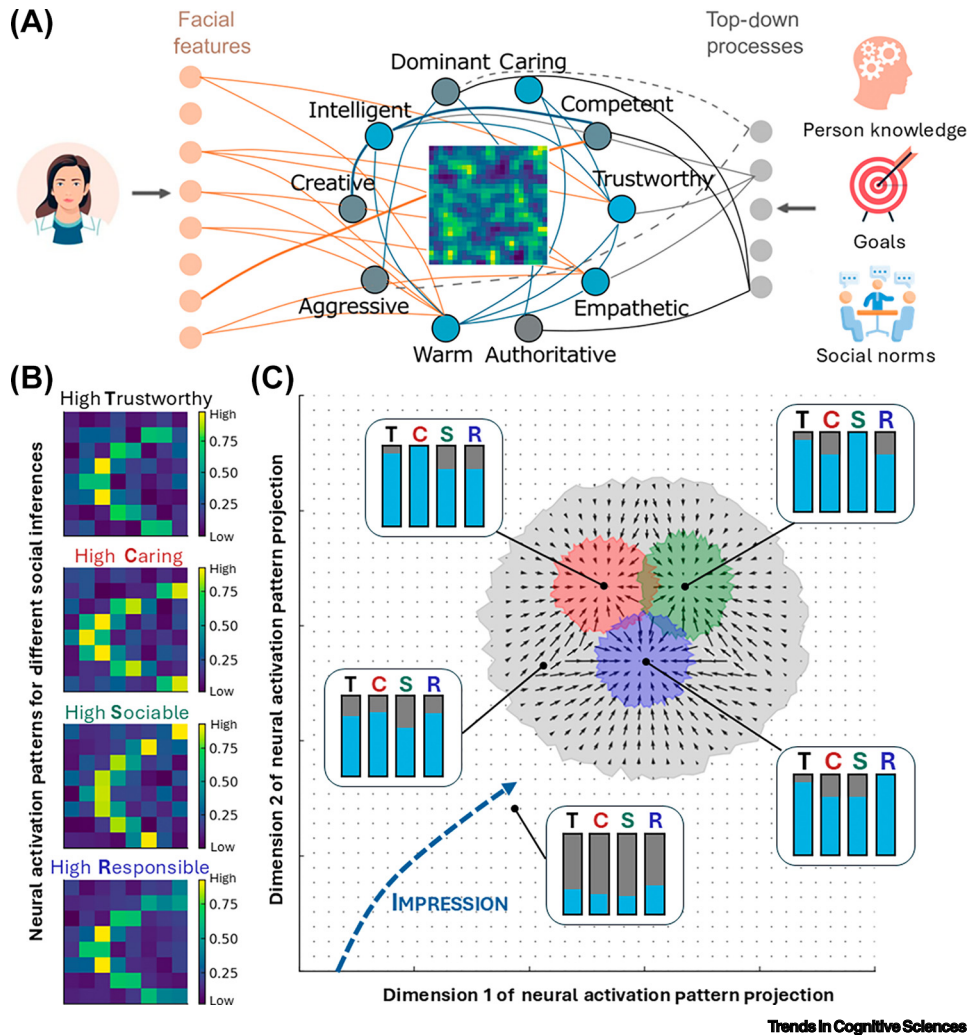 (A)
Facial
features
Top-down
processes
Dominant
Caring
Intelligent
Competent
Creative
Trustworthy
Aggressive
Empathetic
Warm
Authoritative
Person knowledge
Goals
Social norms
(B)
Neural activation patterns for different social inferences
High Trustworthy
High
0.75
0.50
0.25
Low
High Caring
High
0.75
0.50
0.25
Low
High Sociable
High
0.75
0.50
0.25
Low
High Responsible
High
0.75
0.50
0.25
Low
(C)
Dimension 2 of neural activation pattern projection
T C S R
T C S R
T C S R
T C S R
T C S R
IMPRESSION
Dimension 1 of neural activation pattern projection
Trends in Cognitive Sciences